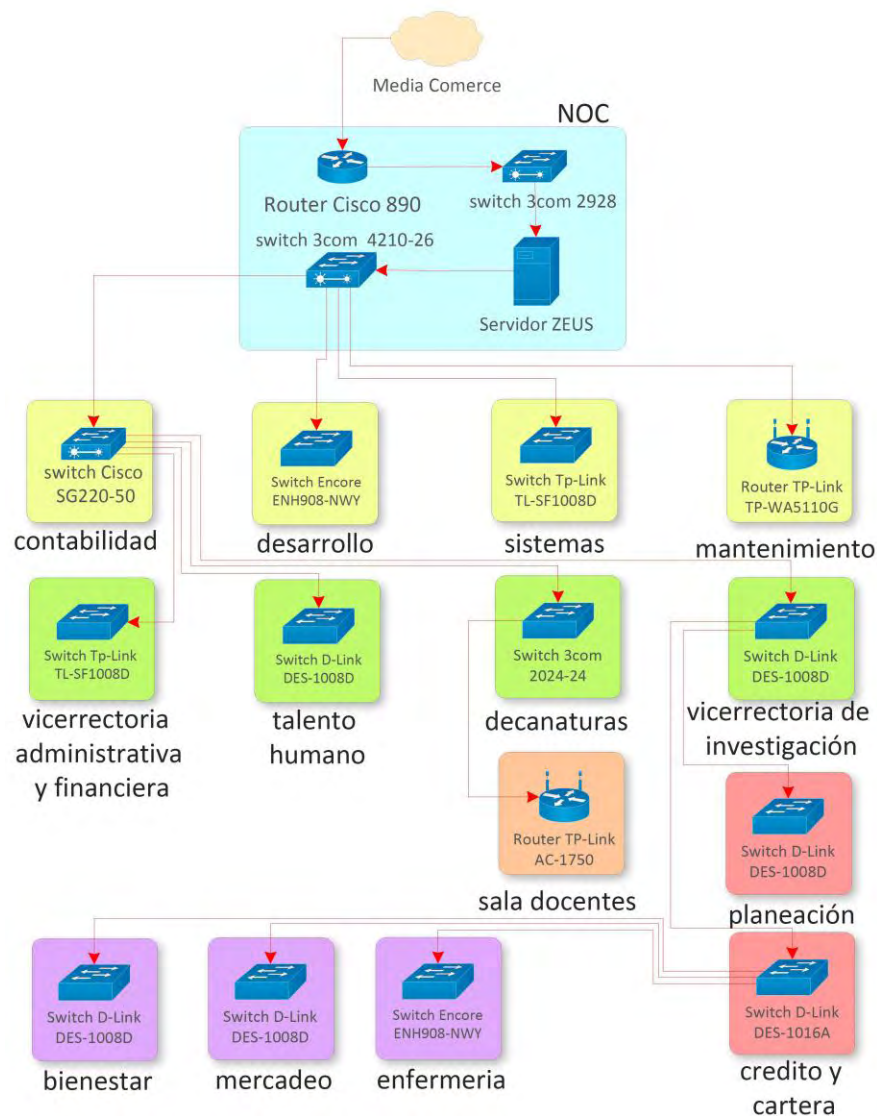 Media Comerce
NOC
Router Cisco 890
switch 3com 2928
switch 3com 4210-26
Servidor ZEUS
switch Cisco
SG220-50
contabilidad
Switch Encore
ENH908-NWY
desarrollo
Switch Tp-Link
TL-SF1008D
sistemas
Router TP-Link
TP-WA5110G
mantenimiento
Switch Tp-Link
TL-SF1008D
vicerrectoria
administrativa
y financiera
Switch D-Link
DES-1008D
talento
humano
Switch 3com
2024-24
decanaturas
Switch D-Link
DES-1008D
vicerrectoria de
investigación
Router TP-Link
AC-1750
sala docentes
Switch D-Link
DES-1008D
planeación
Switch D-Link
DES-1008D
bienestar
Switch D-Link
DES-1008D
mercadeo
Switch Encore
ENH908-NWY
enfermeria
Switch D-Link
DES-1016A
credito y
cartera